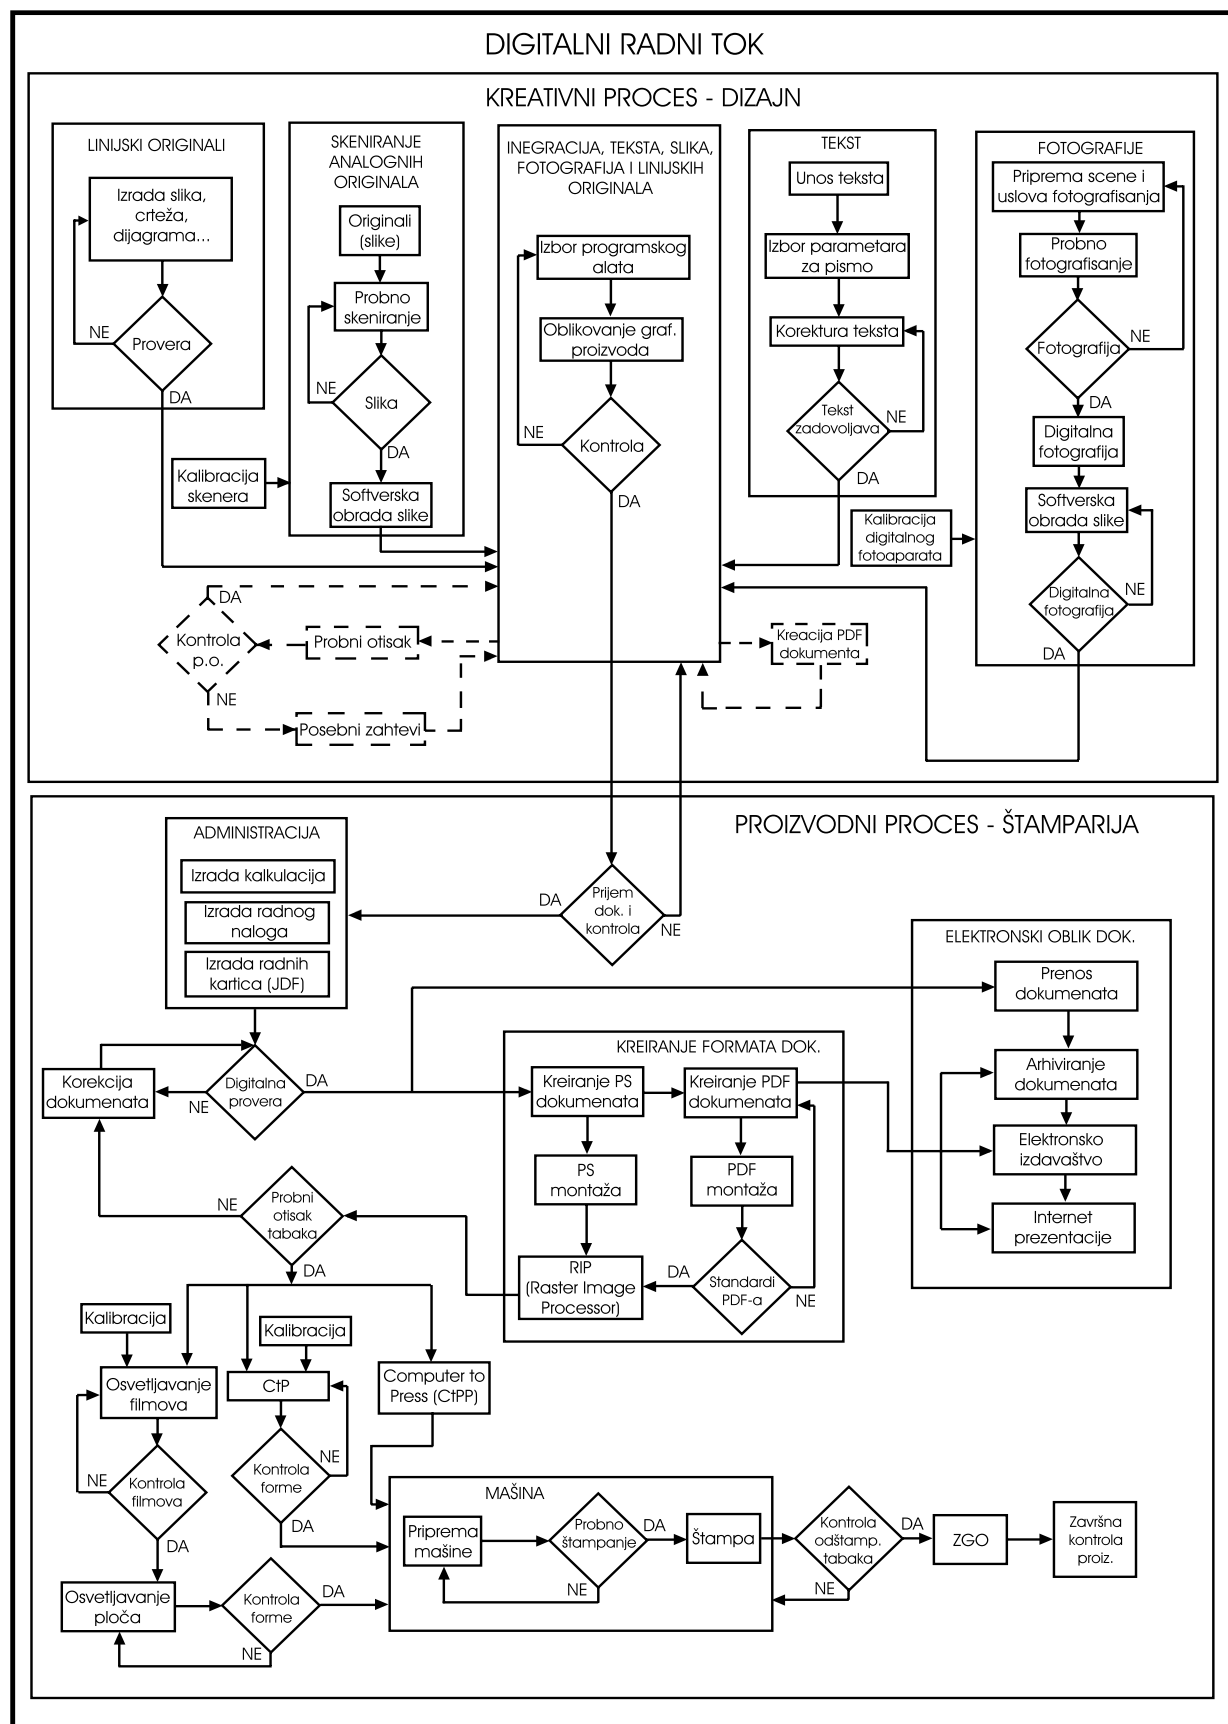 DIGITALNI RADNI TOK
KREATIVNI PROCES - DIZAJN
LINIJSKI ORIGINALI
Izrada slika,
crteža,
dijagrama...
NE
Provera
DA
SKENIRANJE
ANALOGNIH
ORIGINALA
Originali
(slike)
Probno
skeniranje
NE
Slika
DA
Softverska
obrada slike
Kalibracija
skenera
INEGRACIJA, TEKSTA, SLIKA,
FOTOGRAFIJA I LINIJSKIH
ORIGINALA
Izbor programskog
alata
Oblikovanje graf.
proizvoda
NE
Kontrola
DA
TEKST
Unos teksta
Izbor parametara
za pismo
Korektura teksta
Tekst
zadovoljava
NE
DA
FOTOGRAFIJE
Priprema scene i
uslova fotografisanja
Probno
fotografisanje
NE
Fotografija
DA
Digitalna
fotografija
Softverska
obrada slike
NE
Digitalna
fotografija
DA
Kalibracija
digitalnog
fotoaparata
DA
Kontrola
p.o.
Probni otisak
NE
Posebni zahtevi
Kreacija PDF
dokumenta
PROIZVODNI PROCES - ŠTAMPARIJA
ADMINISTRACIJA
Izrada kalkulacija
Izrada radnog
naloga
Izrada radnih
kartica (JDF)
DA
Prijem
dok. i
kontrola
NE
ELEKTRONSKI OBLIK DOK.
Prenos
dokumenata
Arhiviranje
dokumenata
Elektronsko
izdavaštvo
Internet
prezentacije
Korekcija
dokumenata
NE
Digitalna
provera
DA
KREIRANJE FORMATA DOK.
Kreiranje PS
dokumenata
Kreiranje PDF
dokumenata
PS
montaža
PDF
montaža
RIP
(Raster Image
Processor)
DA
Standardi
PDF-a
NE
NE
Probni
otisak
tabaka
DA
Kalibracija
Kalibracija
Osvetljavanje
filmova
CtP
Computer to
Press (CtPP)
NE
Kontrola
filmova
DA
NE
Kontrola
forme
DA
Osvetljavanje
ploča
Kontrola
forme
DA
NE
MAŠINA
Priprema
mašine
Probno
štampanje
DA
NE
Štampa
Kontrola
odštamp.
tabaka
DA
NE
ZGO
Završna
kontrola
proiz.